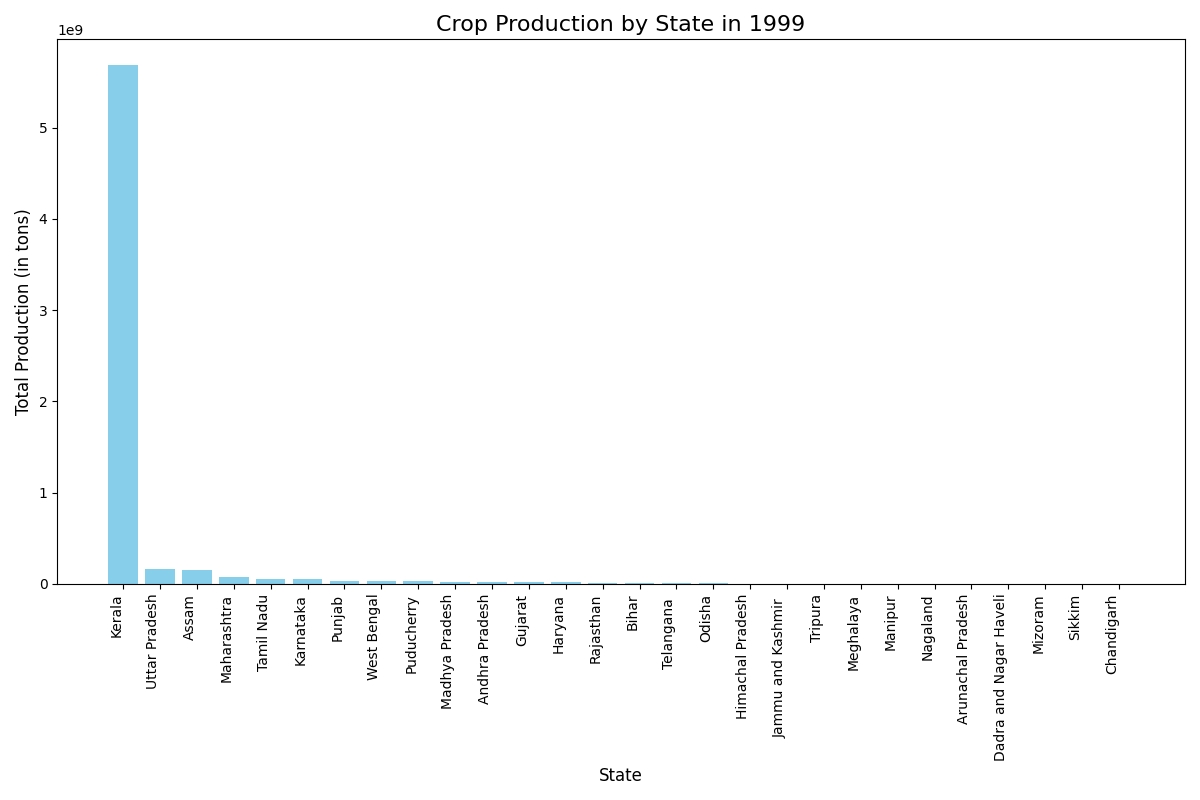 Crop Production by State in 1999
1e9
Total Production (in tons)
5
4
3
2
1
0
Kerala
Uttar Pradesh
Assam
Maharashtra
Tamil Nadu
Karnataka
Punjab
West Bengal
Puducherry
Madhya Pradesh
Andhra Pradesh
Gujarat
Haryana
Rajasthan
Bihar
Telangana
Odisha
Himachal Pradesh
Jammu and Kashmir
Tripura
Meghalaya
Manipur
Nagaland
Arunachal Pradesh
Dadra and Nagar Haveli
Mizoram
Sikkim
Chandigarh
State